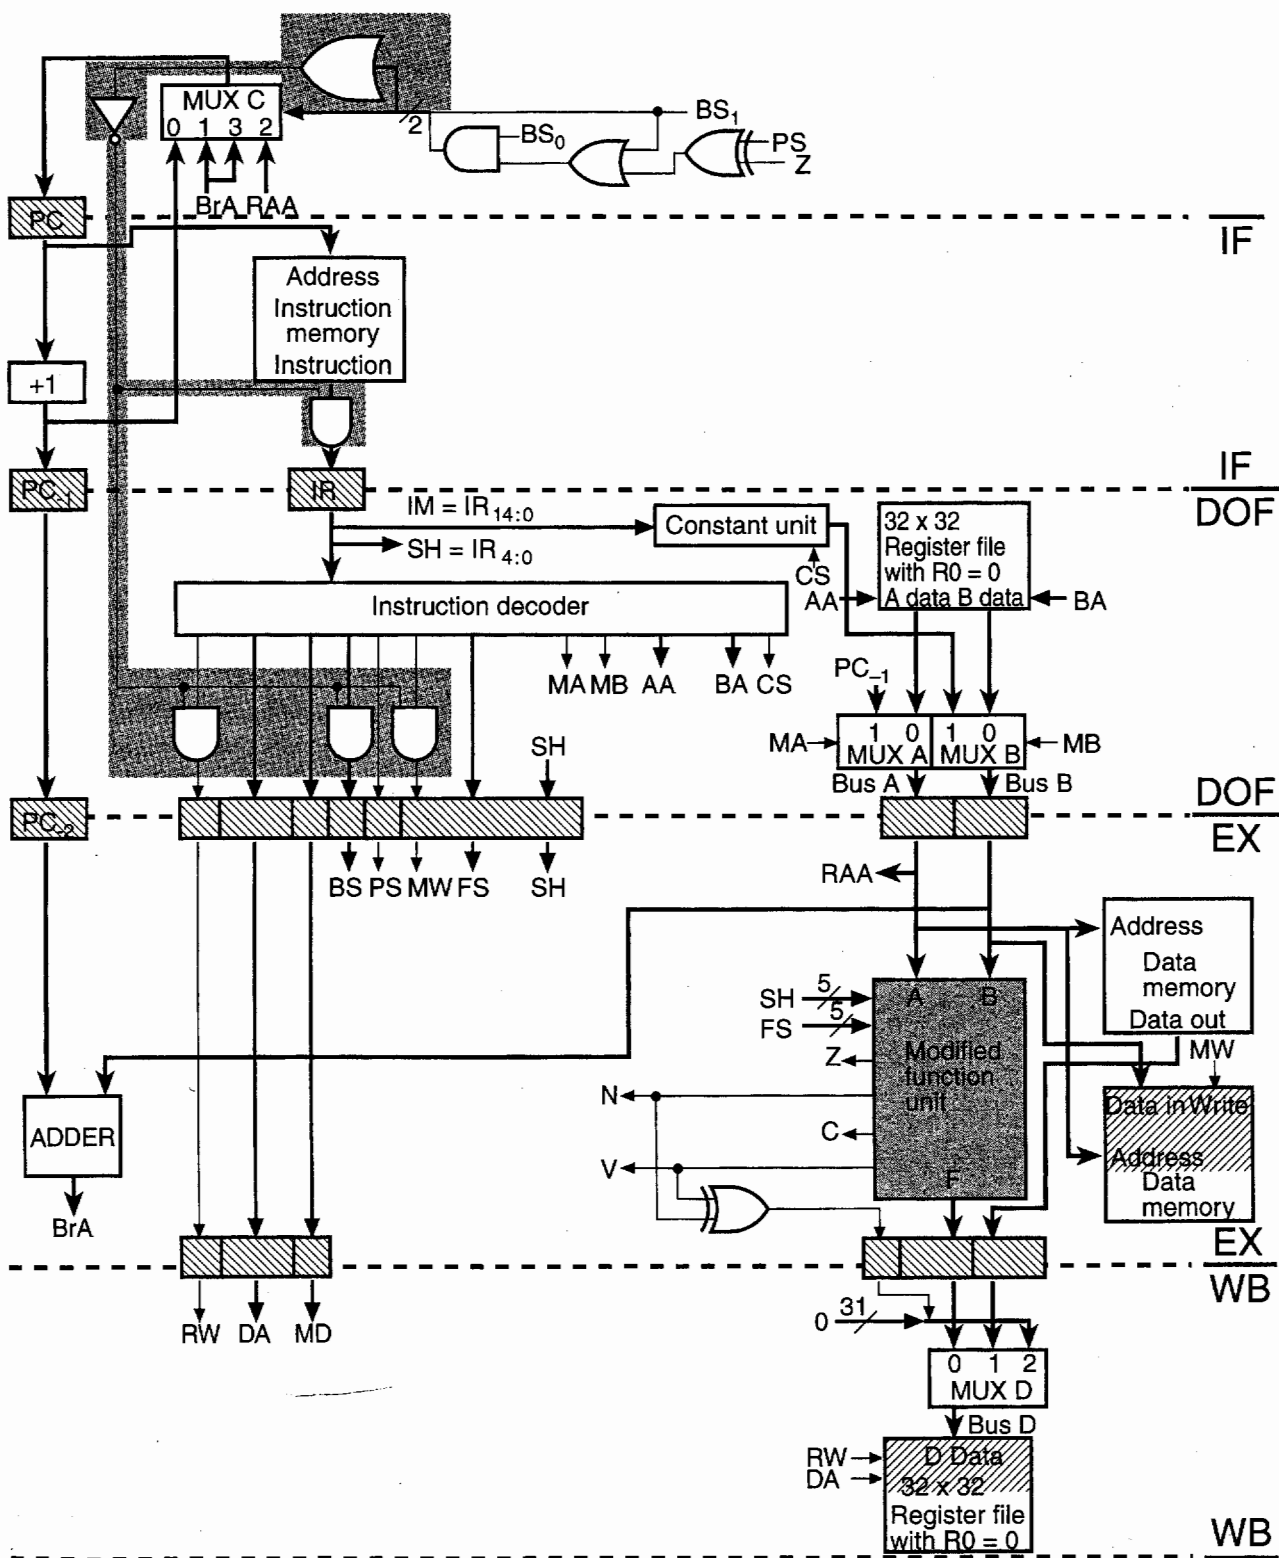 MUX C
0 1 3 2
2
BS1
BS0
PS
Z
BrA RAA
PC
IF
Address
Instruction
memory
Instruction
+1
PC-1
IR
IF
DOF
IM = IR 14:0
SH = IR 4:0
Constant unit
CS
32 x 32
Register file
with R0 = 0
A data B data
AA
BA
Instruction decoder
MA MB AA BA CS
PC-1
1 0 1 0
MUX A MUX B
MA
MB
SH
Bus A
Bus B
PC-2
DOF
EX
BS PS MW FS SH
RAA
Address
Data
memory
Data out
SH 5
FS 5
A B
Modified
function
unit
F
Z
N
C
V
MW
Data in Write
Address
Data
memory
ADDER
BrA
EX
WB
RW DA MD
0 31
0 1 2
MUX D
Bus D
RW
DA
D Data
32 x 32
Register file
with R0 = 0
WB